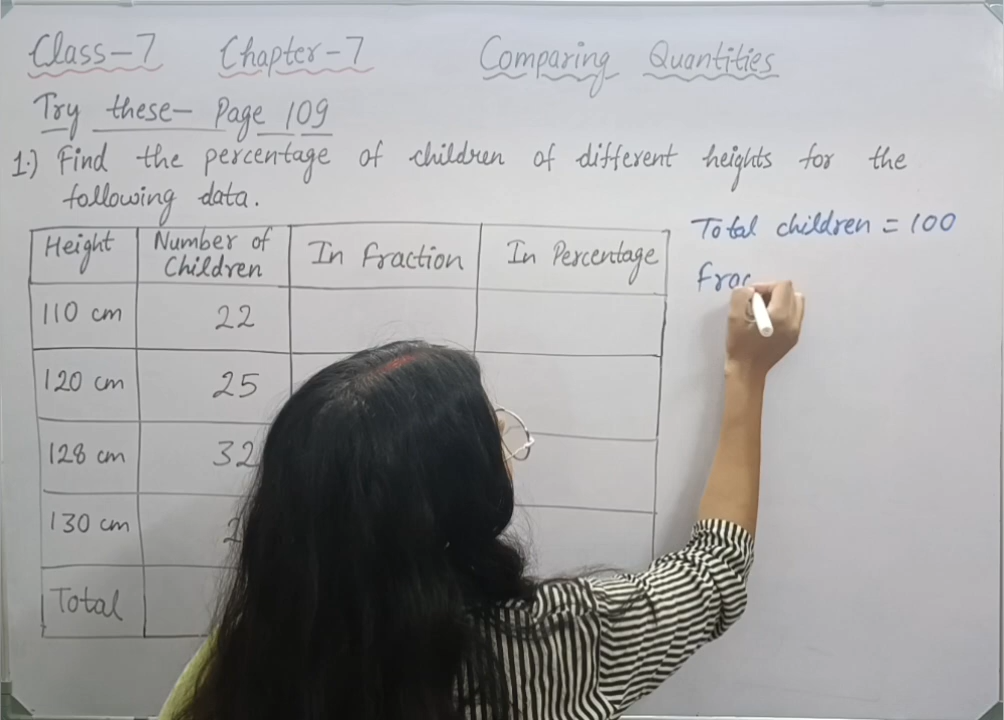 Class-7 Chapter-7 Comparing Quantities
Try these- Page 109
1.) Find the percentage of children of different heights for the
following data.
Height Number of Children In Fraction In Percentage
110 cm 22
120 cm 25
128 cm 32
130 cm 2
Total
Total children = 100
Frac